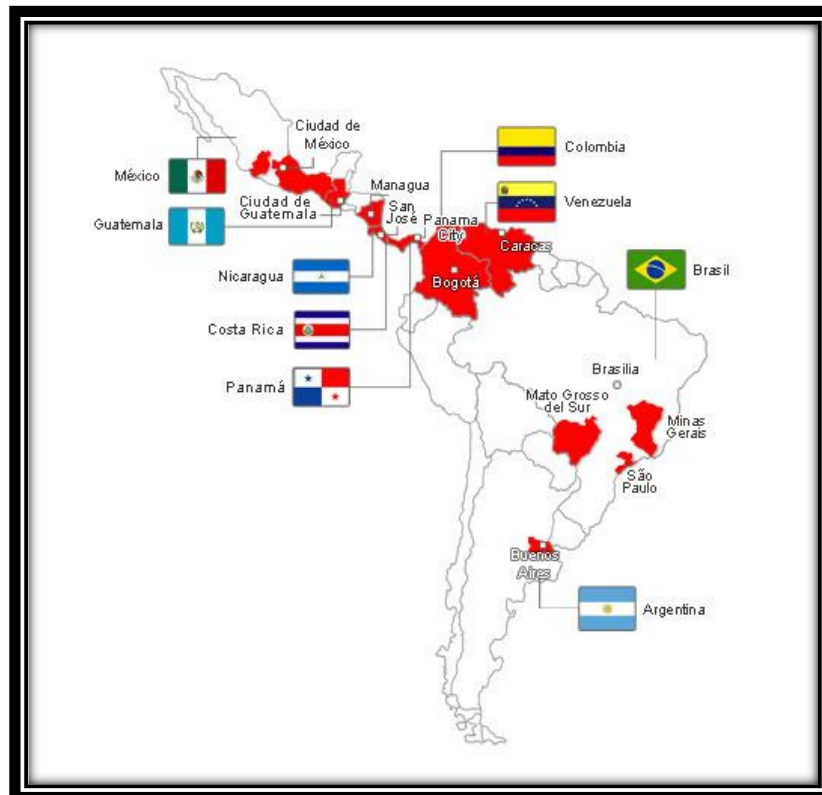 Ciudad de
México
México
Colombia
Venezuela
Managua
San
José
Panama
City
Ciudad de
Guatemala
Guatemala
Caracas
Bogotá
Nicaragua
Brasil
Costa Rica
Panamá
Brasilia
Mato Grosso
del Sur
Minas
Gerais
São
Paulo
Buenos
Aires
Argentina